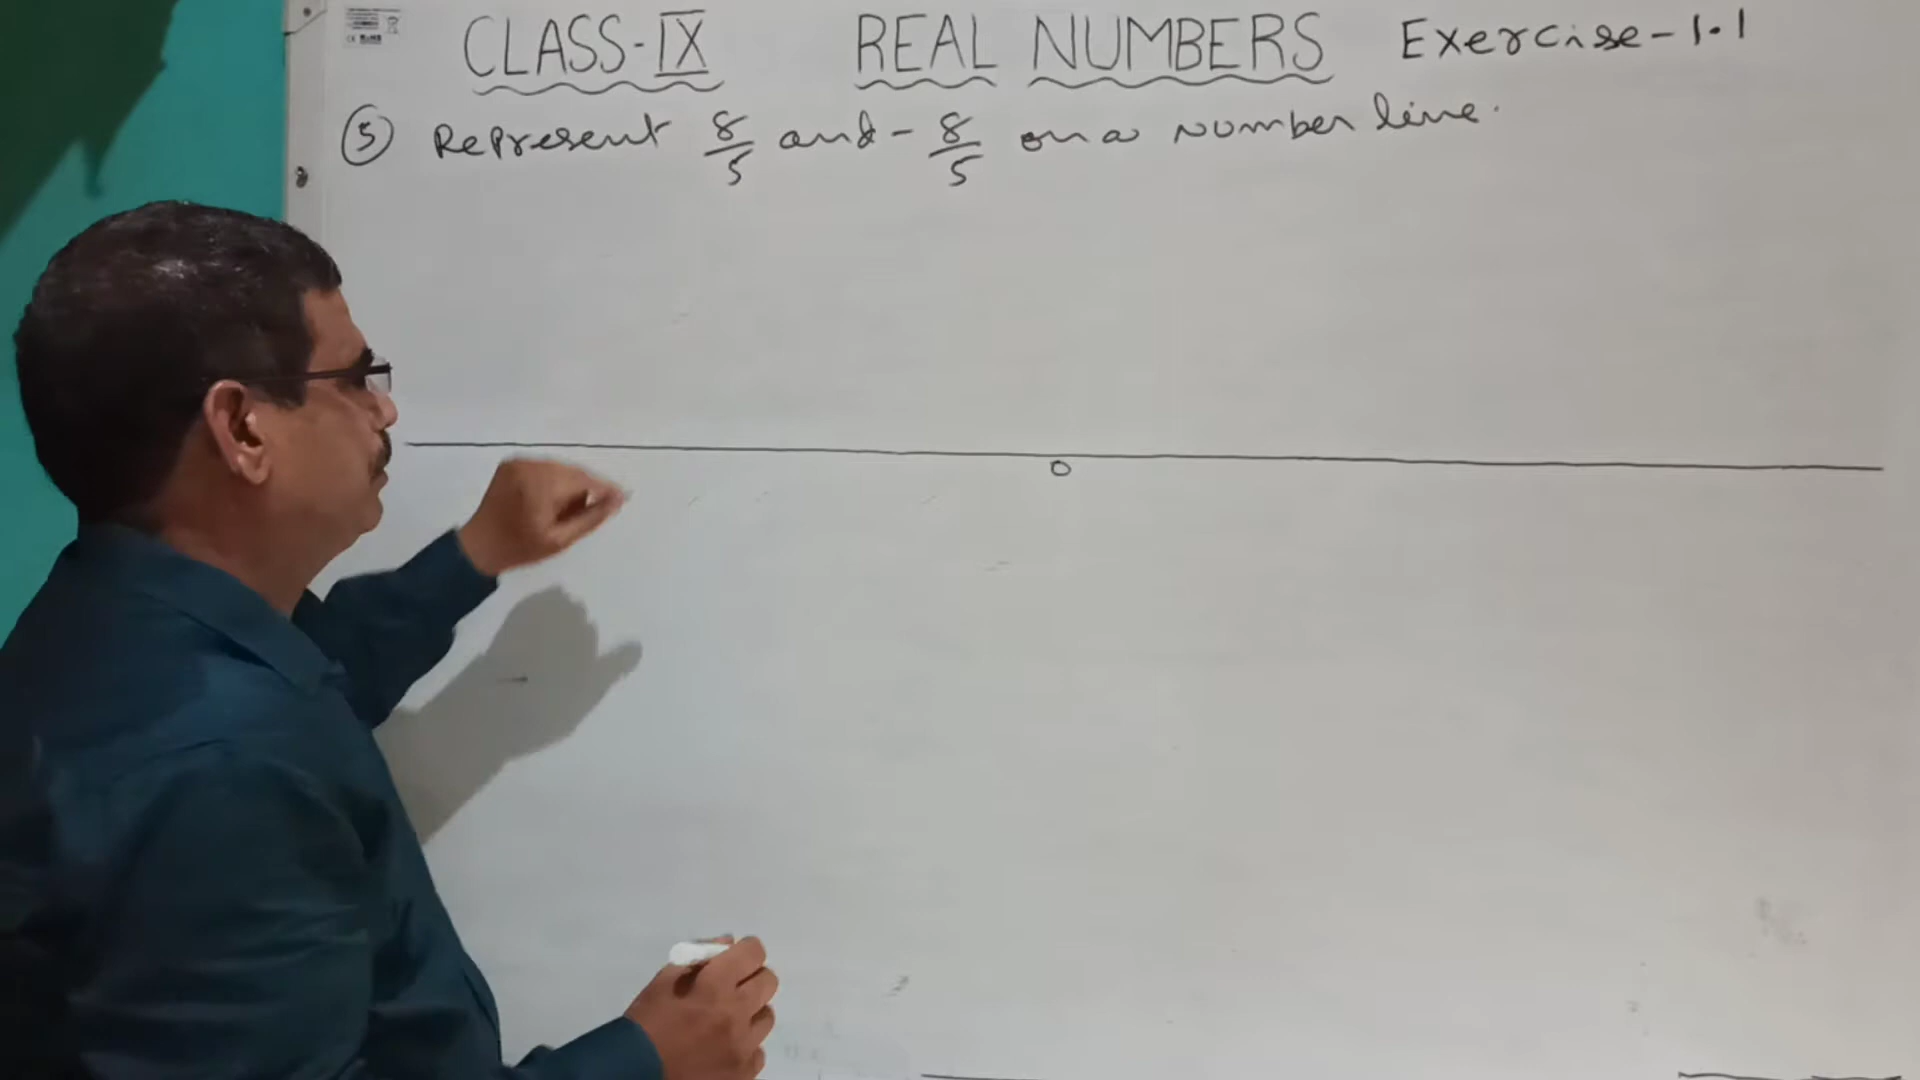 CLASS-IX REAL NUMBERS Exercise-1.1
(5) Represent 8/5 and -8/5 on a Number line.
0